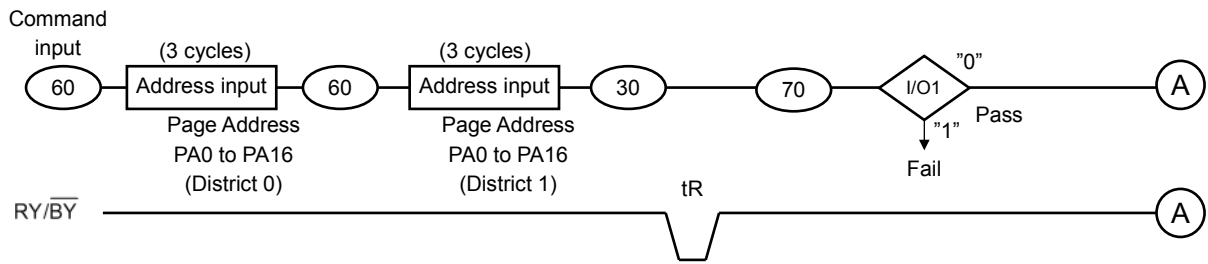 Command
input
(3 cycles)
(3 cycles)
60
Address input
60
Address input
30
70
I/O1
”0”
A
Pass
”1”
Fail
Page Address
PA0 to PA16
(District 0)
Page Address
PA0 to PA16
(District 1)
tR
RY/B̅Y̅
A